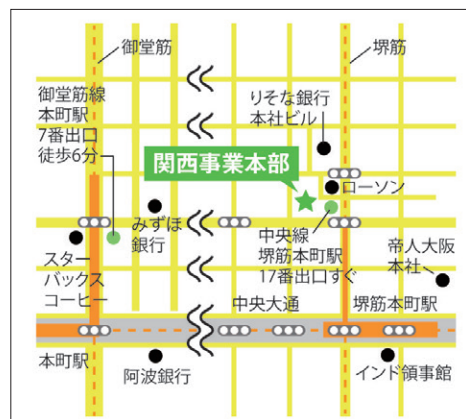 御堂筋
堺筋
御堂筋線
本町駅
7番出口
徒歩6分
りそな銀行
本社ビル
関西事業本部
ローソン
みずほ
銀行
中央線
堺筋本町駅
17番出口すぐ
スター
バックス
コーヒー
帝人大阪
本社
中央大通
堺筋本町駅
本町駅
阿波銀行
インド領事館